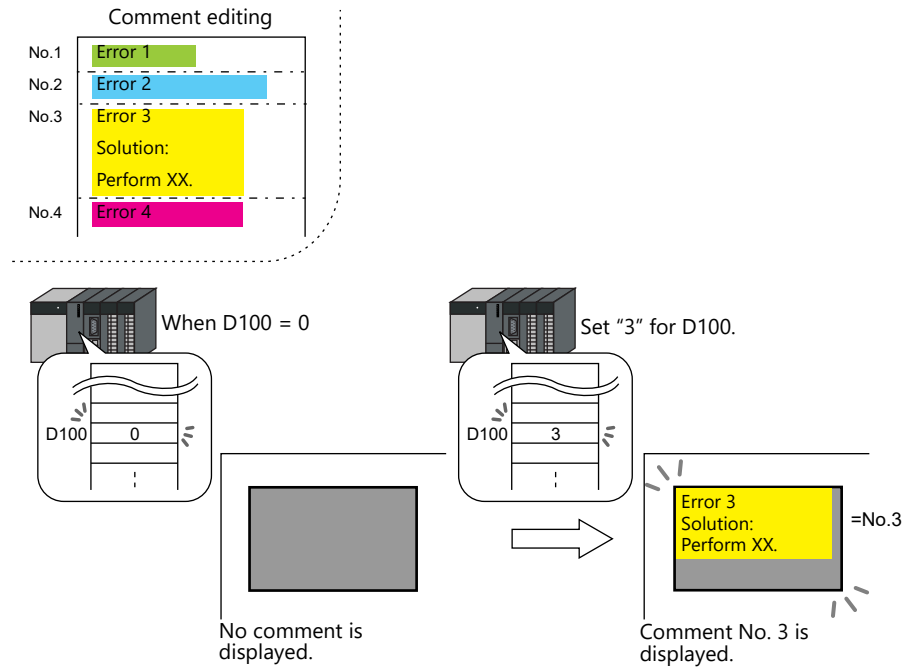 Comment editing
No.1 Error 1
No.2 Error 2
No.3 Error 3
Solution:
Perform XX.
No.4 Error 4
When D100 = 0
D100 0
No comment is
displayed.
Set “3” for D100.
D100 3
Error 3
Solution:
Perform XX.
=No.3
Comment No. 3 is
displayed.